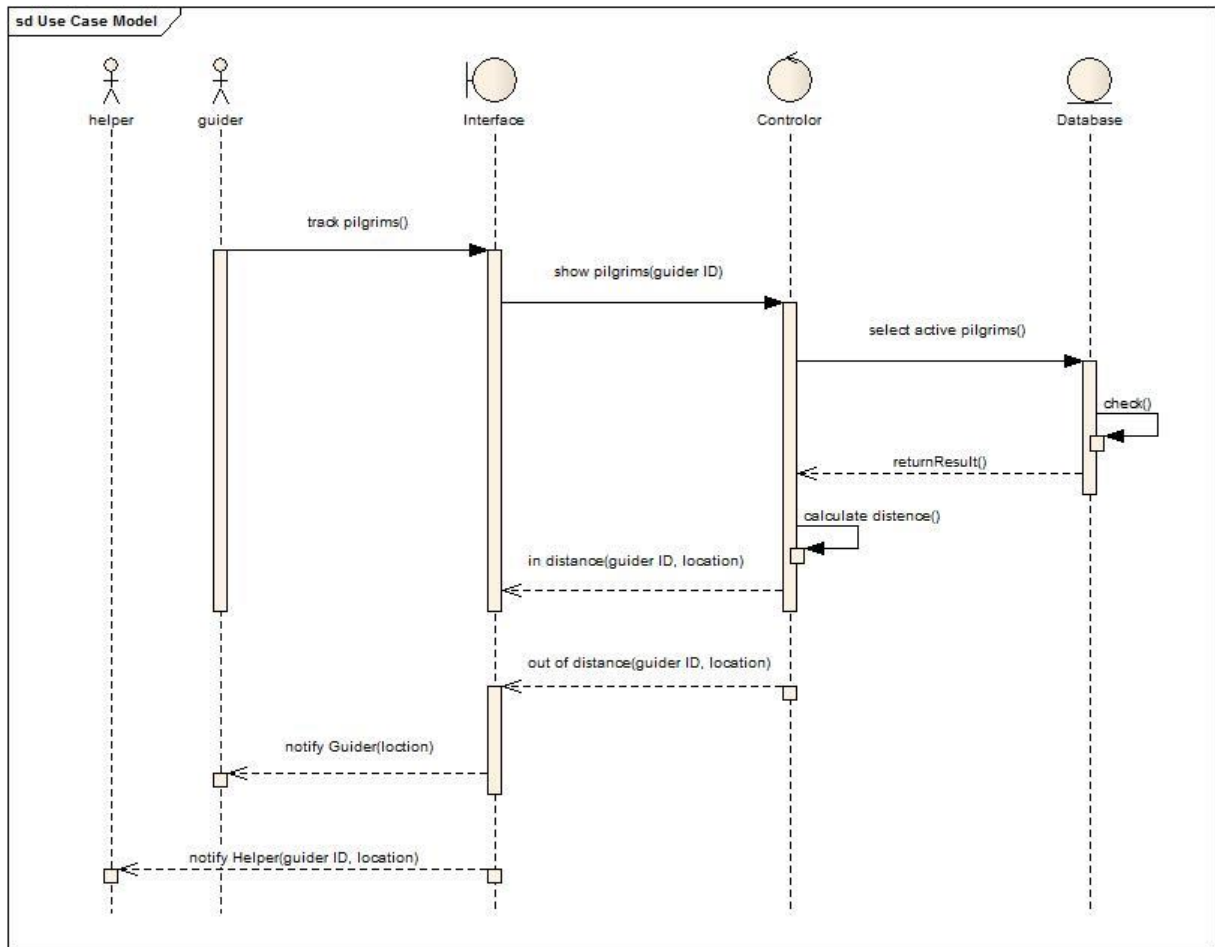 sd Use Case Model
helper
guider
Interface
Controlor
Database
track pilgrims()
show pilgrims(guider ID)
select active pilgrims()
check()
returnResult()
calculate distence()
in distance(guider ID, location)
out of distance(guider ID, location)
notify Guider(loction)
notify Helper(guider ID, location)